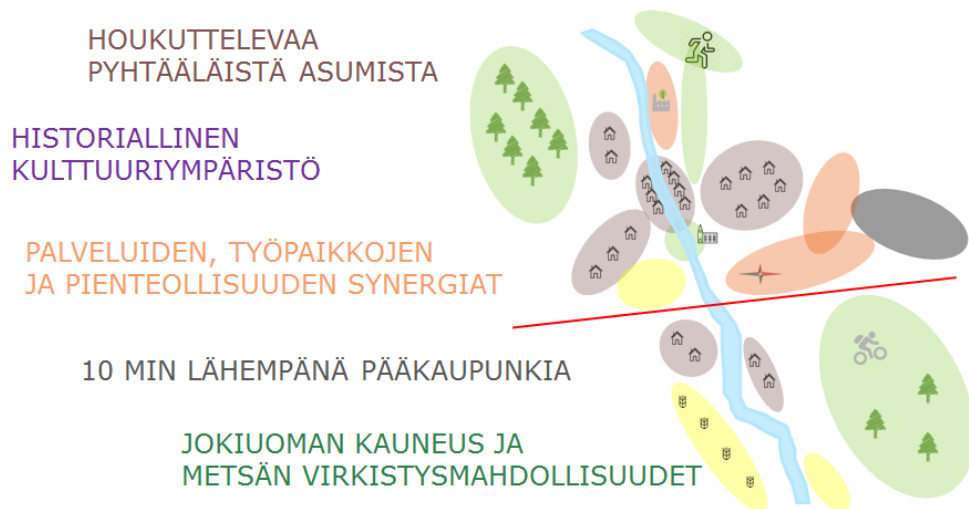 HOUKUTTELEVAA
PYHTÄÄLÄISTÄ ASUMISTA
HISTORIALLINEN
KULTTUURIYMPÄRISTÖ
PALVELUIDEN, TYÖPAIKKOJEN
JA PIENTEOLLISUUDEN SYNERGIAT
10 MIN LÄHEMPÄNÄ PÄÄKAUPUNKIA
JOKIUOMAN KAUNEUS JA
METSÄN VIRKISTYSMAHDOLLISUUDET